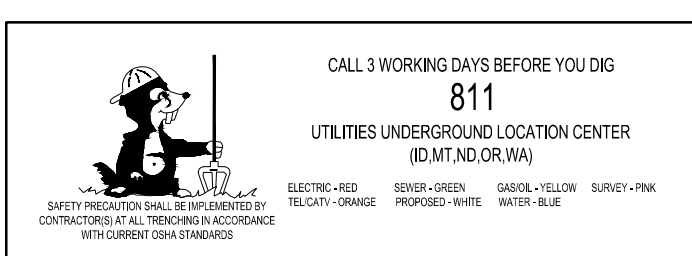 CALL 3 WORKING DAYS BEFORE YOU DIG
811
UTILITIES UNDERGROUND LOCATION CENTER
(ID,MT,ND,OR,WA)
ELECTRIC - RED SEWER - GREEN GAS/OIL - YELLOW SURVEY - PINK
TEL/CATV - ORANGE PROPOSED - WHITE WATER - BLUE
SAFETY PRECAUTION SHALL BE IMPLEMENTED BY
CONTRACTOR(S) AT ALL TRENCHING IN ACCORDANCE
WITH CURRENT OSHA STANDARDS